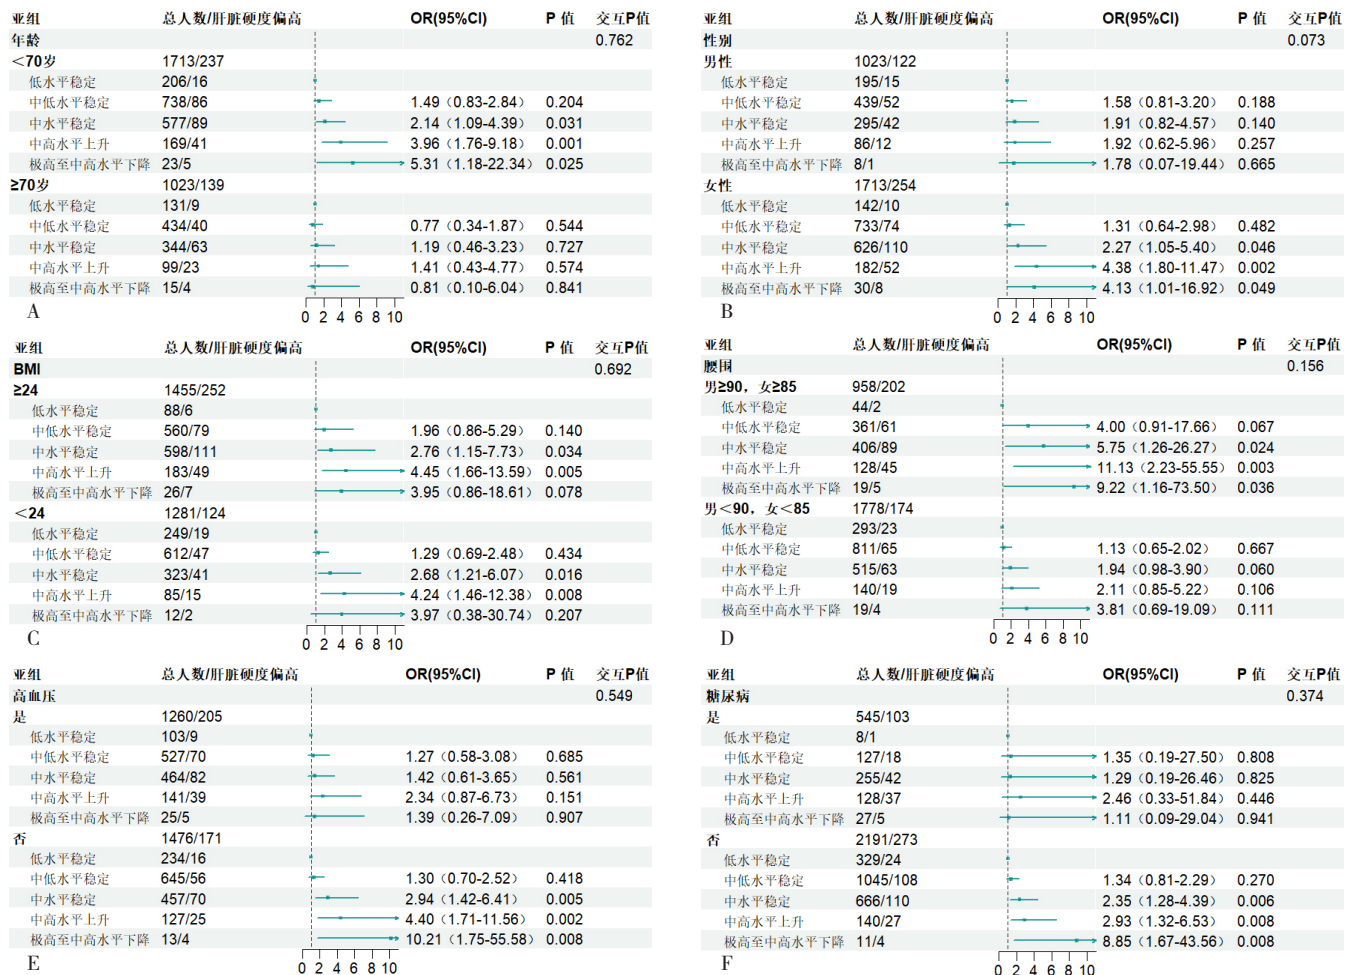 亚组 总人数/肝脏硬度偏高 OR(95%CI) P 值 交互P值
年龄 0.762
＜70岁 1713/237
低水平稳定 206/16
中低水平稳定 738/86 1.49（0.83-2.84） 0.204
中水平稳定 577/89 2.14（1.09-4.39） 0.031
中高水平上升 169/41 3.96（1.76-9.18） 0.001
极高至中高水平下降 23/5 5.31（1.18-22.34） 0.025
≥70岁 1023/139
低水平稳定 131/9
中低水平稳定 434/40 0.77（0.34-1.87） 0.544
中水平稳定 344/63 1.19（0.46-3.23） 0.727
中高水平上升 99/23 1.41（0.43-4.77） 0.574
极高至中高水平下降 15/4 0.81（0.10-6.04） 0.841
0 2 4 6 8 10
A
亚组 总人数/肝脏硬度偏高 OR(95%CI) P 值 交互P值
性别 0.073
男性 1023/122
低水平稳定 195/15
中低水平稳定 439/52 1.58（0.81-3.20） 0.188
中水平稳定 295/42 1.91（0.82-4.57） 0.140
中高水平上升 86/12 1.92（0.62-5.96） 0.257
极高至中高水平下降 8/1 1.78（0.07-19.44） 0.665
女性 1713/254
低水平稳定 142/10
中低水平稳定 733/74 1.31（0.64-2.98） 0.482
中水平稳定 626/110 2.27（1.05-5.40） 0.046
中高水平上升 182/52 4.38（1.80-11.47） 0.002
极高至中高水平下降 30/8 4.13（1.01-16.92） 0.049
0 2 4 6 8 10
B
亚组 总人数/肝脏硬度偏高 OR(95%CI) P 值 交互P值
BMI 0.692
≥24 1455/252
低水平稳定 88/6
中低水平稳定 560/79 1.96（0.86-5.29） 0.140
中水平稳定 598/111 2.76（1.15-7.73） 0.034
中高水平上升 183/49 4.45（1.66-13.59） 0.005
极高至中高水平下降 26/7 3.95（0.86-18.61） 0.078
＜24 1281/124
低水平稳定 249/19
中低水平稳定 612/47 1.29（0.69-2.48） 0.434
中水平稳定 323/41 2.68（1.21-6.07） 0.016
中高水平上升 85/15 4.24（1.46-12.38） 0.008
极高至中高水平下降 12/2 3.97（0.38-30.74） 0.207
0 2 4 6 8 10
C
亚组 总人数/肝脏硬度偏高 OR(95%CI) P 值 交互P值
腰围 0.156
男≥90，女≥85 958/202
低水平稳定 44/2
中低水平稳定 361/61 4.00（0.91-17.66） 0.067
中水平稳定 406/89 5.75（1.26-26.27） 0.024
中高水平上升 128/45 11.13（2.23-55.55） 0.003
极高至中高水平下降 19/5 9.22（1.16-73.50） 0.036
男＜90，女＜85 1778/174
低水平稳定 293/23
中低水平稳定 811/65 1.13（0.65-2.02） 0.667
中水平稳定 515/63 1.94（0.98-3.90） 0.060
中高水平上升 140/19 2.11（0.85-5.22） 0.106
极高至中高水平下降 19/4 3.81（0.69-19.09） 0.111
0 2 4 6 8 10
D
亚组 总人数/肝脏硬度偏高 OR(95%CI) P 值 交互P值
高血压 0.549
是 1260/205
低水平稳定 103/9
中低水平稳定 527/70 1.27（0.58-3.08） 0.685
中水平稳定 464/82 1.42（0.61-3.65） 0.561
中高水平上升 141/39 2.34（0.87-6.73） 0.151
极高至中高水平下降 25/5 1.39（0.26-7.09） 0.907
否 1476/171
低水平稳定 234/16
中低水平稳定 645/56 1.30（0.70-2.52） 0.418
中水平稳定 457/70 2.94（1.42-6.41） 0.005
中高水平上升 127/25 4.40（1.71-11.56） 0.002
极高至中高水平下降 13/4 10.21（1.75-55.58） 0.008
0 2 4 6 8 10
E
亚组 总人数/肝脏硬度偏高 OR(95%CI) P 值 交互P值
糖尿病 0.374
是 545/103
低水平稳定 8/1
中低水平稳定 127/18 1.35（0.19-27.50） 0.808
中水平稳定 255/42 1.29（0.19-26.46） 0.825
中高水平上升 128/37 2.46（0.33-51.84） 0.446
极高至中高水平下降 27/5 1.11（0.09-29.04） 0.941
否 2191/273
低水平稳定 329/24
中低水平稳定 1045/108 1.34（0.81-2.29） 0.270
中水平稳定 666/110 2.35（1.28-4.39） 0.006
中高水平上升 140/27 2.93（1.32-6.53） 0.008
极高至中高水平下降 11/4 8.85（1.67-43.56） 0.008
0 2 4 6 8 10
F